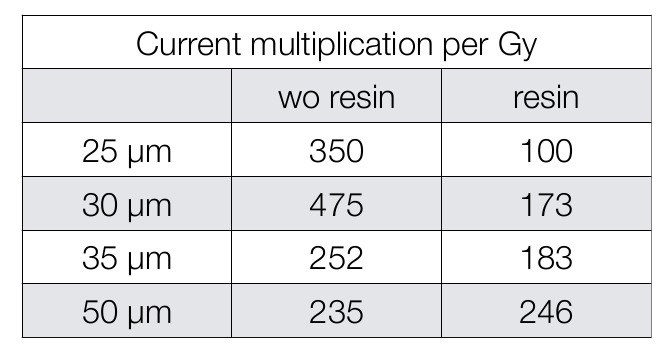 Current multiplication per Gy
wo resin resin
25 µm 350 100
30 µm 475 173
35 µm 252 183
50 µm 235 246